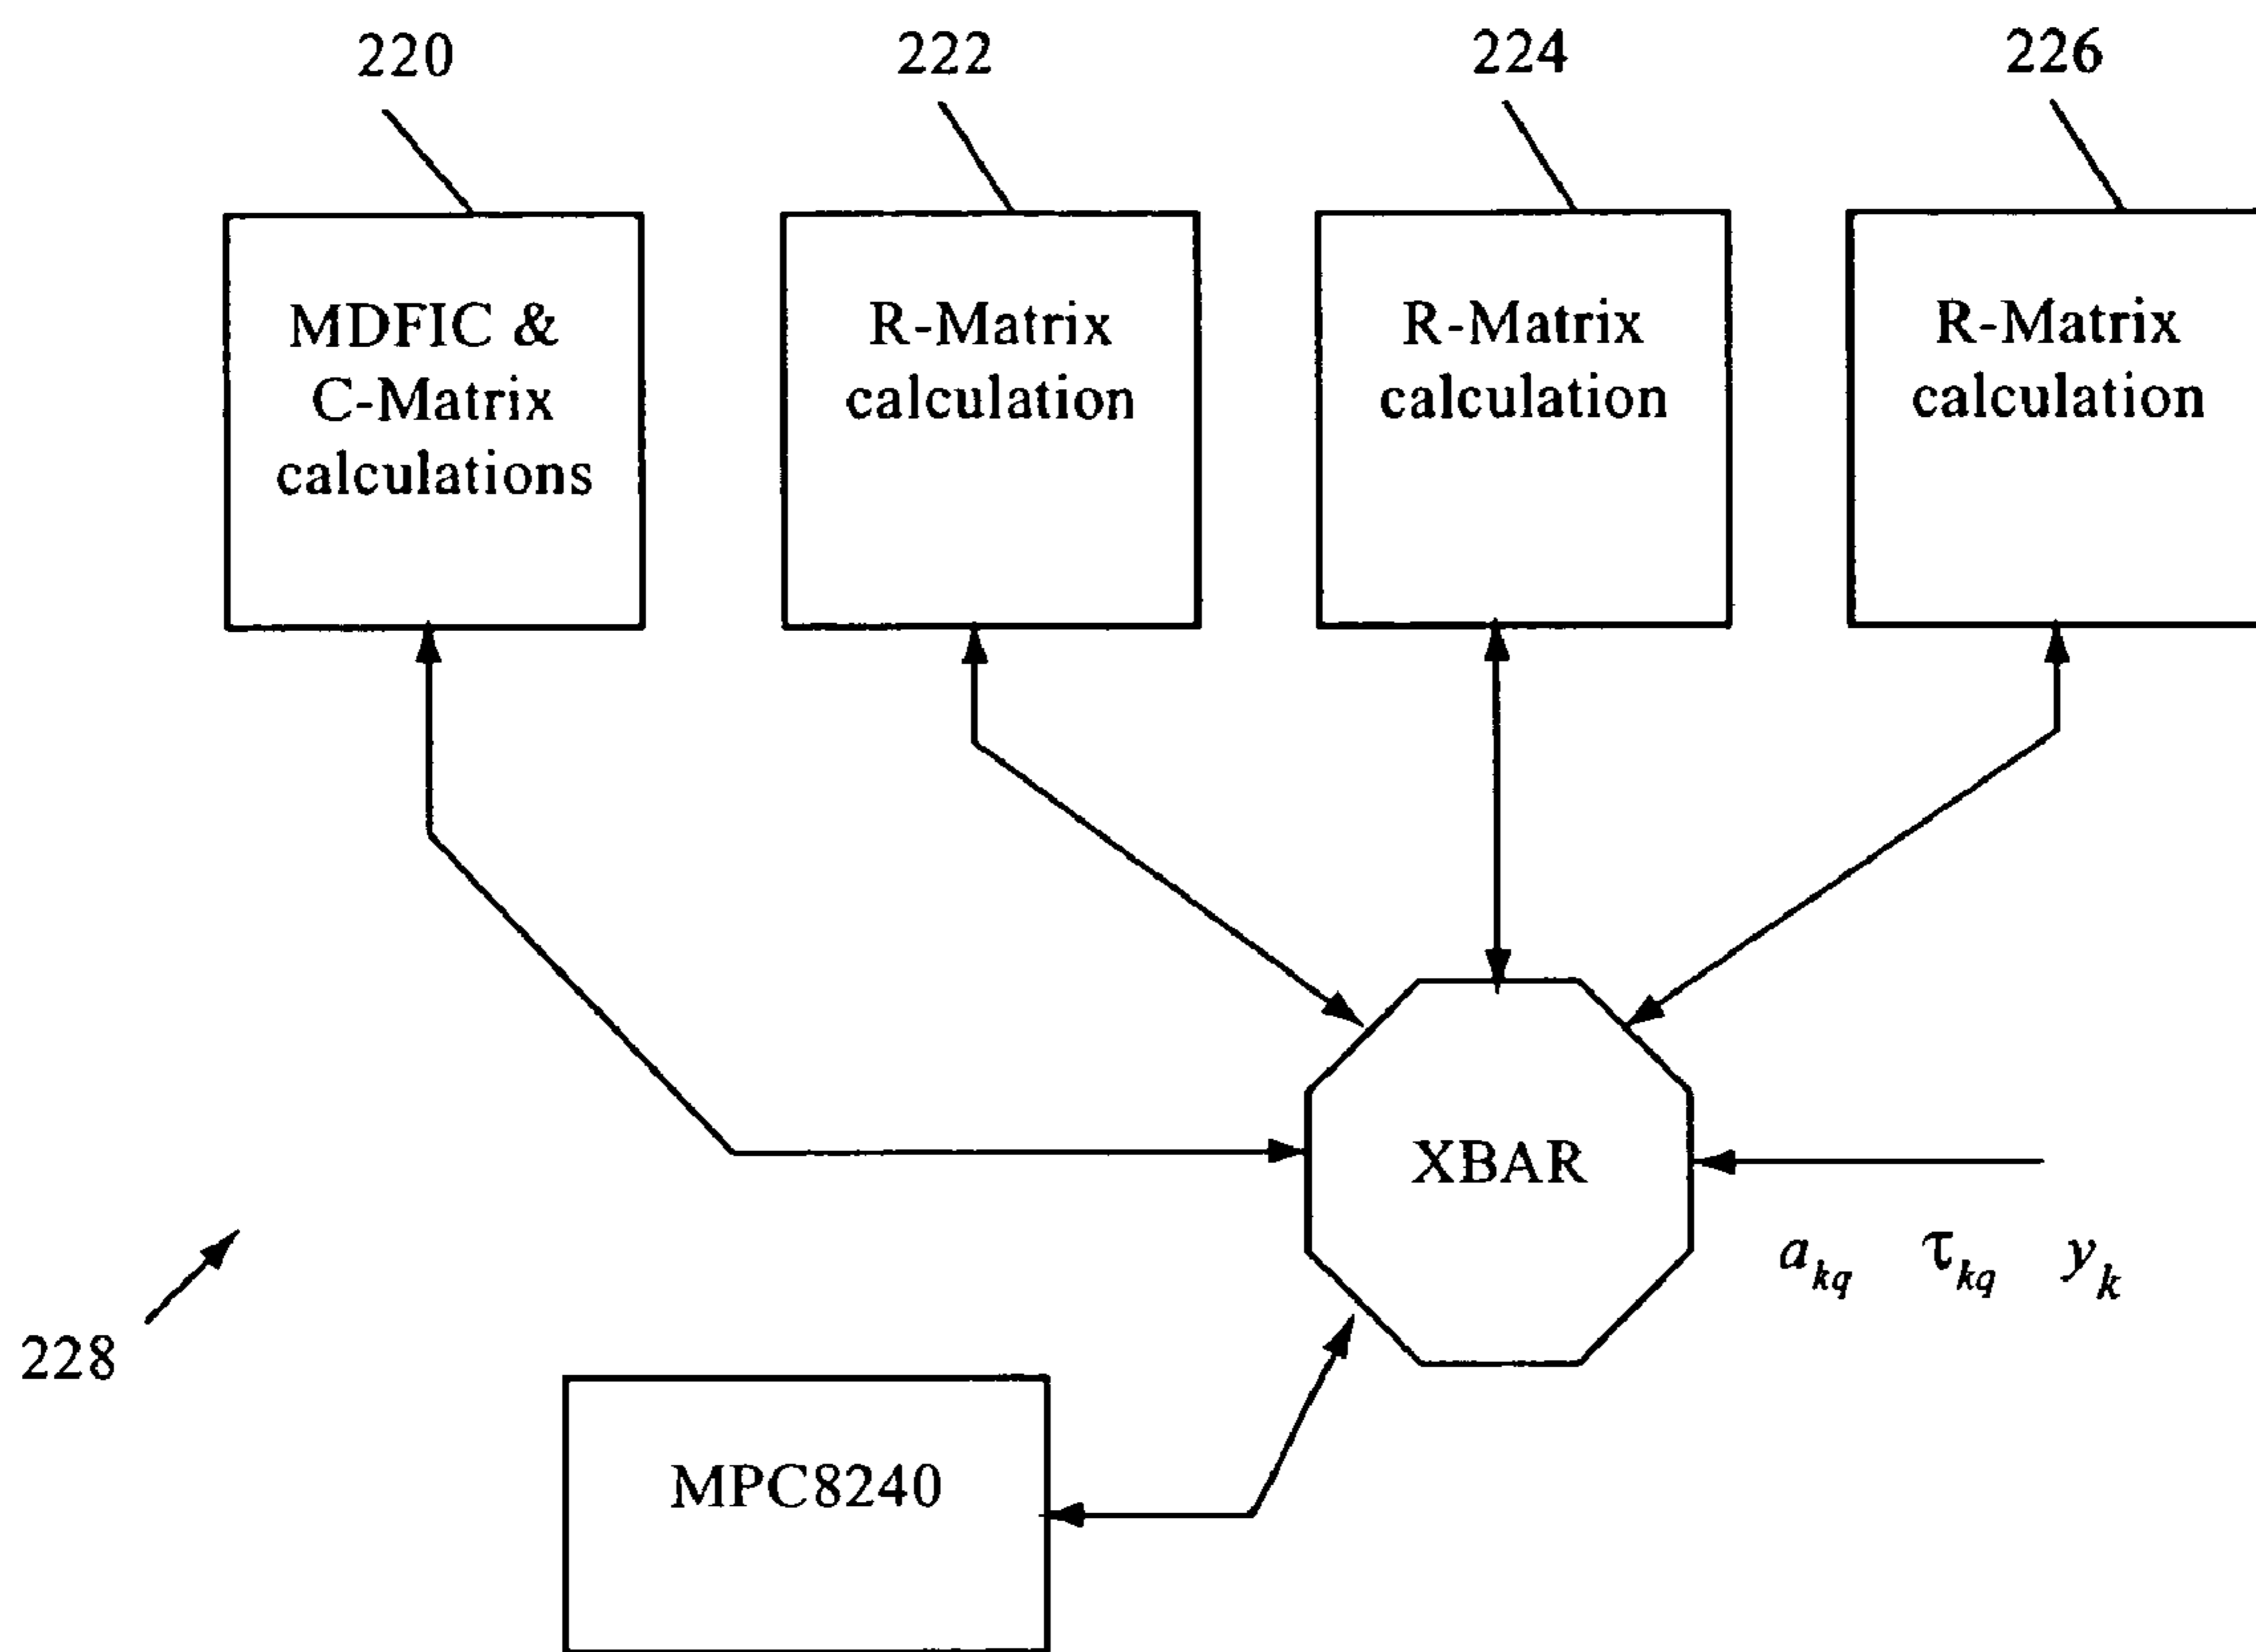 220 222 224 226
MDFIC &
C-Matrix
calculations
R-Matrix
calculation
R-Matrix
calculation
R-Matrix
calculation
XBAR
a_kq τ_kq y_k
228
MPC8240